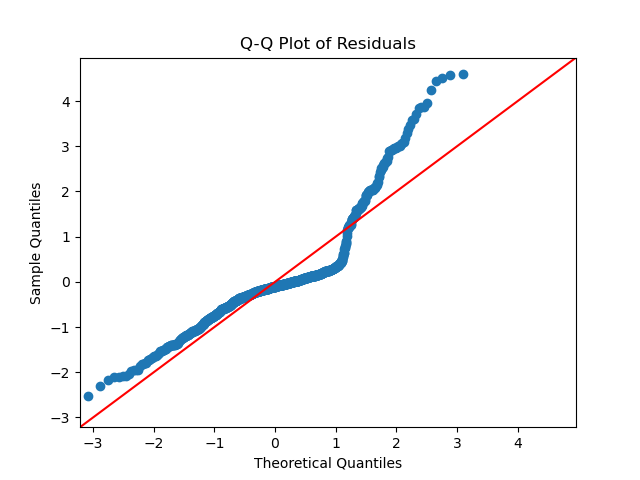 Q-Q Plot of Residuals
4
3
2
1
0
−1
−2
−3
Sample Quantiles
−3 −2 −1 0 1 2 3 4
Theoretical Quantiles